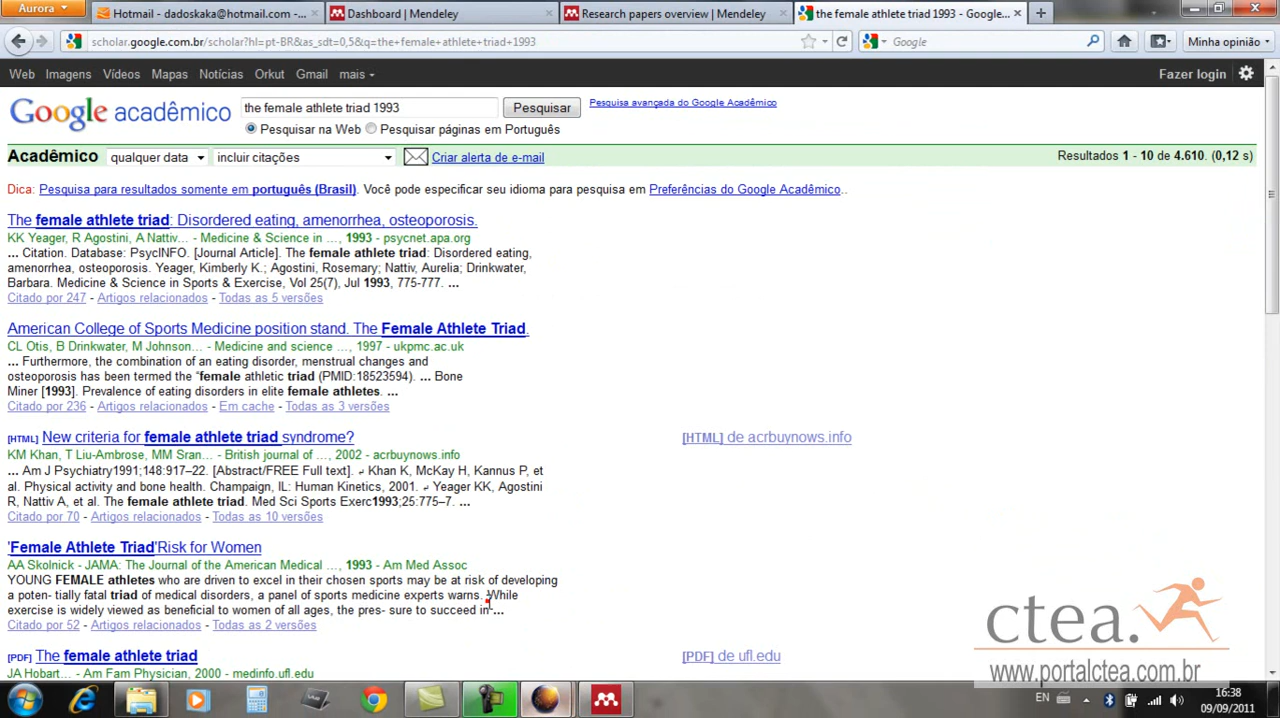 Aurora
Hotmail - dadoskaka@hotmail.com -...
Dashboard | Mendeley
Research papers overview | Mendeley
the female athlete triad 1993 - Google...
scholar.google.com.br/scholar?hl=pt-BR&as_sdt=0,5&q=the+female+athlete+triad+1993
Google
Minha opinião
Web Imagens Vídeos Mapas Notícias Orkut Gmail mais
Fazer login
Google acadêmico
the female athlete triad 1993
Pesquisar
Pesquisa avançada do Google Acadêmico
Pesquisar na Web Pesquisar páginas em Português
Acadêmico qualquer data incluir citações Criar alerta de e-mail
Resultados 1 - 10 de 4.610. (0,12 s)
Dica: Pesquisa para resultados somente em português (Brasil). Você pode especificar seu idioma para pesquisa em Preferências do Google Acadêmico..
The female athlete triad: Disordered eating, amenorrhea, osteoporosis.
KK Yeager, R Agostini, A Nattiv... - Medicine & Science in ..., 1993 - psycnet.apa.org
... Citation. Database: PsycINFO. [Journal Article]. The female athlete triad: Disordered eating,
amenorrhea, osteoporosis. Yeager, Kimberly K.; Agostini, Rosemary; Nattiv, Aurelia; Drinkwater,
Barbara. Medicine & Science in Sports & Exercise, Vol 25(7), Jul 1993, 775-777. ...
Citado por 247 - Artigos relacionados - Todas as 5 versões
American College of Sports Medicine position stand. The Female Athlete Triad.
CL Otis, B Drinkwater, M Johnson... - Medicine and science ..., 1997 - ukpmc.ac.uk
... Furthermore, the combination of an eating disorder, menstrual changes and
osteoporosis has been termed the "female athletic triad (PMID:18523594). ... Bone
Miner [1993]. Prevalence of eating disorders in elite female athletes. ...
Citado por 236 - Artigos relacionados - Em cache - Todas as 3 versões
[HTML] New criteria for female athlete triad syndrome?
[HTML] de acrbuynows.info
KM Khan, T Liu-Ambrose, MM Sran... - British journal of ..., 2002 - acrbuynows.info
... Am J Psychiatry1991;148:917–22. [Abstract/FREE Full text]. ↲ Khan K, McKay H, Kannus P, et
al. Physical activity and bone health. Champaign, IL: Human Kinetics, 2001. ↲ Yeager KK, Agostini
R, Nattiv A, et al. The female athlete triad. Med Sci Sports Exerc1993;25:775–7. ...
Citado por 70 - Artigos relacionados - Todas as 10 versões
'Female Athlete Triad'Risk for Women
AA Skolnick - JAMA: The Journal of the American Medical ..., 1993 - Am Med Assoc
YOUNG FEMALE athletes who are driven to excel in their chosen sports may be at risk of developing
a poten- tially fatal triad of medical disorders, a panel of sports medicine experts warns. While
exercise is widely viewed as beneficial to women of all ages, the pres- sure to succeed in ...
Citado por 52 - Artigos relacionados - Todas as 2 versões
[PDF] The female athlete triad
[PDF] de ufl.edu
JA Hobart... - Am Fam Physician, 2000 - medinfo.ufl.edu
ctea.
www.portalctea.com.br
EN
16:38
09/09/2011